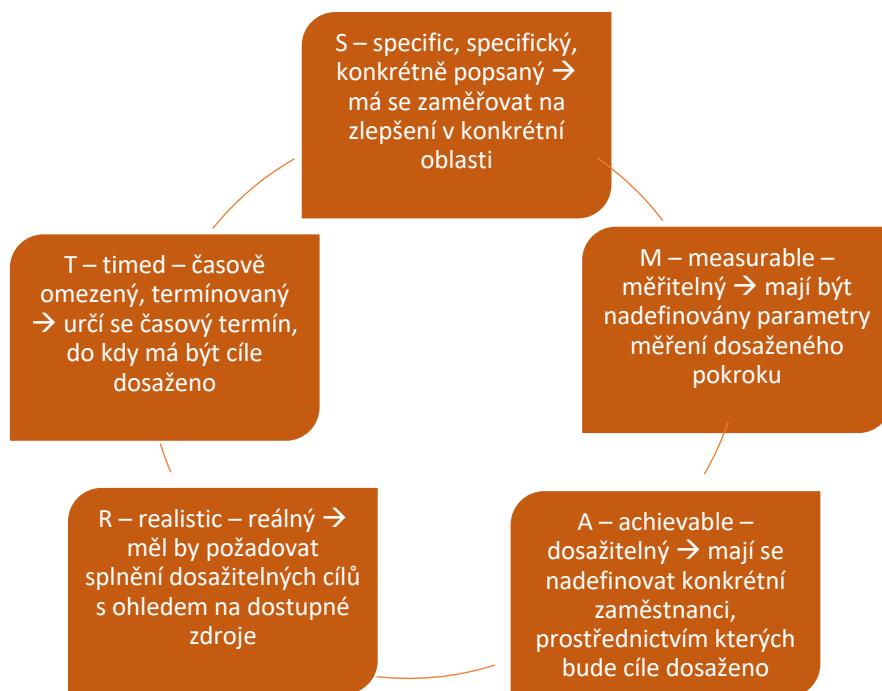 S – specific, specifický,
konkrétně popsaný →
má se zaměřovat na
zlepšení v konkrétní
oblasti
M – measurable –
měřitelný → mají být
nadefinovány parametry
měření dosaženého
pokroku
A – achievable –
dosažitelný → mají se
nadefinovat konkrétní
zaměstnanci,
prostřednictvím kterých
bude cíle dosaženo
R – realistic – reálný →
měl by požadovat
splnění dosažitelných cílů
s ohledem na dostupné
zdroje
T – timed – časově
omezený, termínovaný
→ určí se časový termín,
do kdy má být cíle
dosaženo